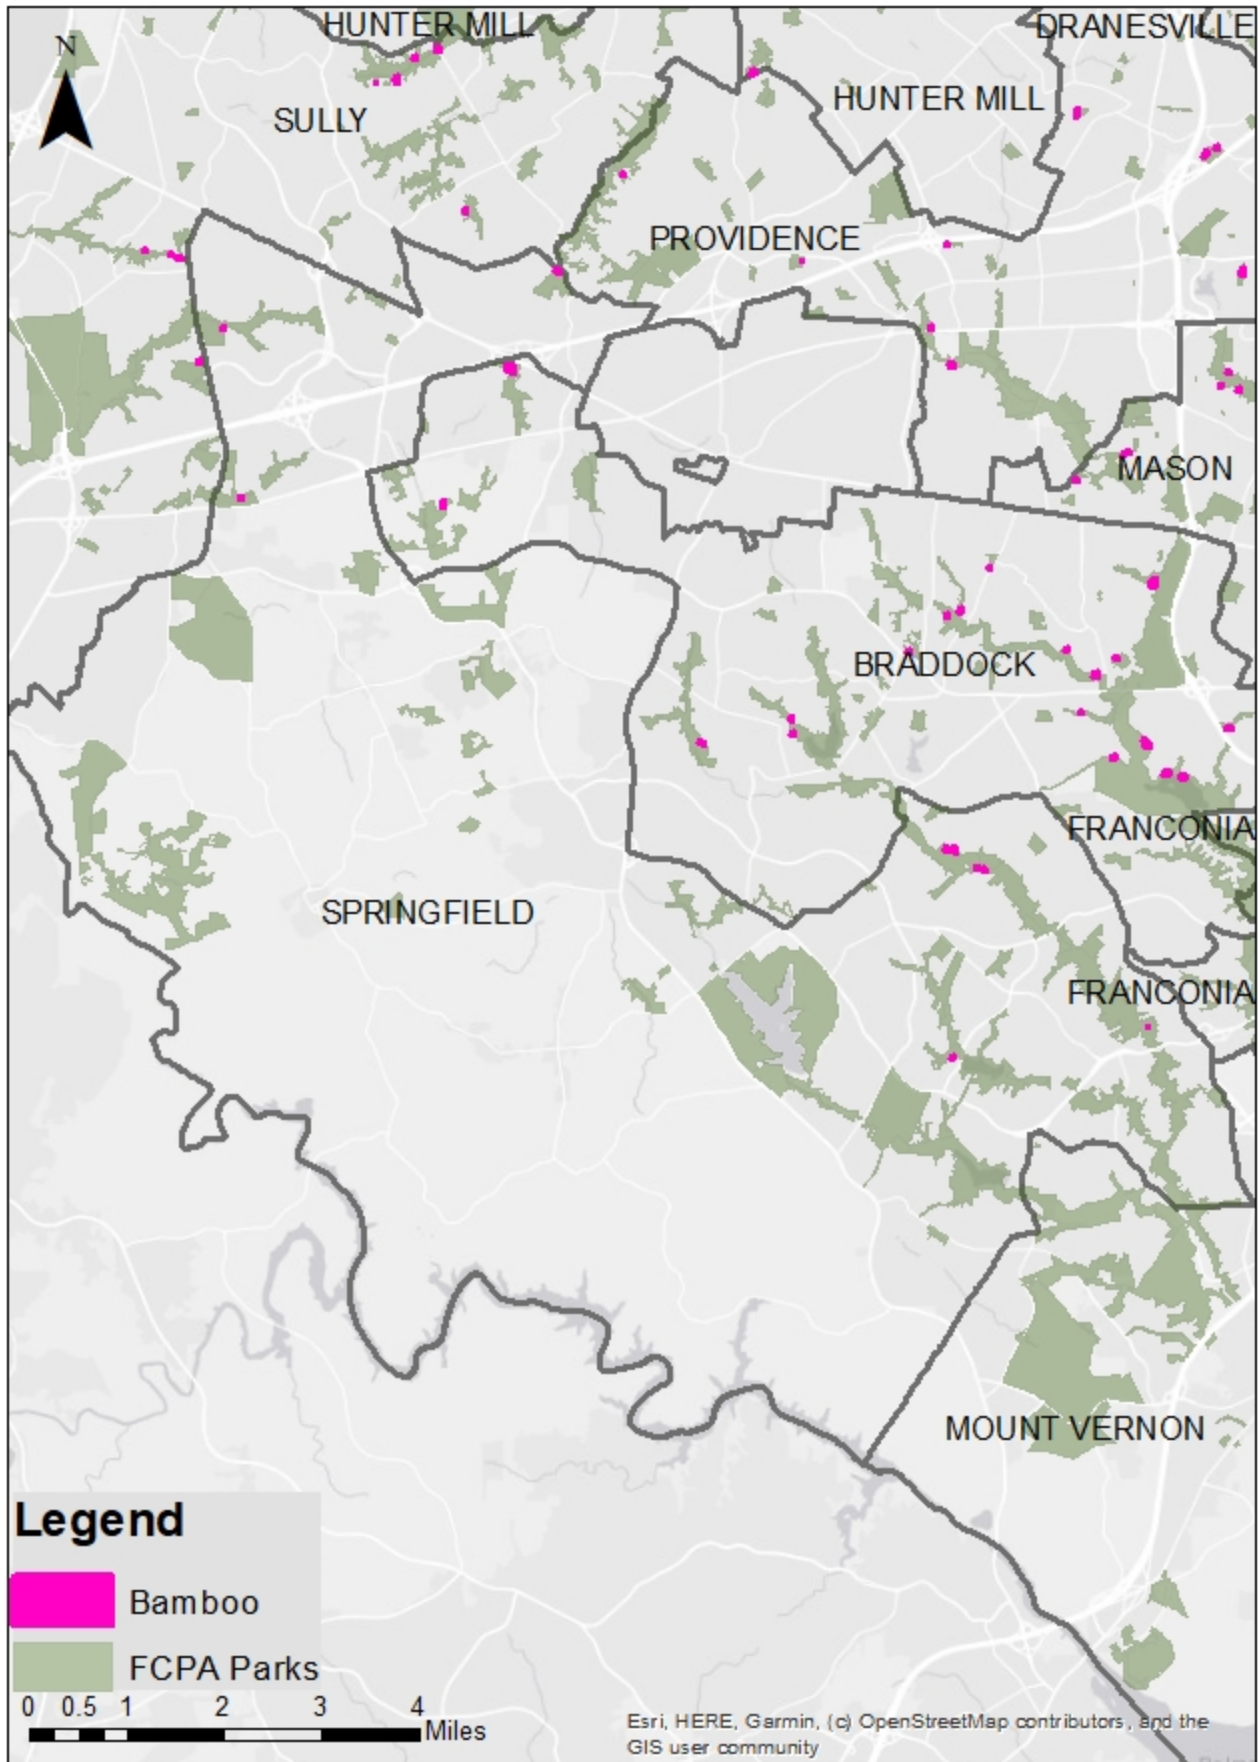 HUNTER MILL
DRANESVILLE
N
SULLY
HUNTER MILL
PROVIDENCE
MASON
BRADDOCK
FRANCONIA
SPRINGFIELD
FRANCONIA
MOUNT VERNON
Legend
Bamboo
FCPA Parks
0 0.5 1 2 3 4
Miles
Esri, HERE, Garmin, (c) OpenStreetMap contributors, and the
GIS user community